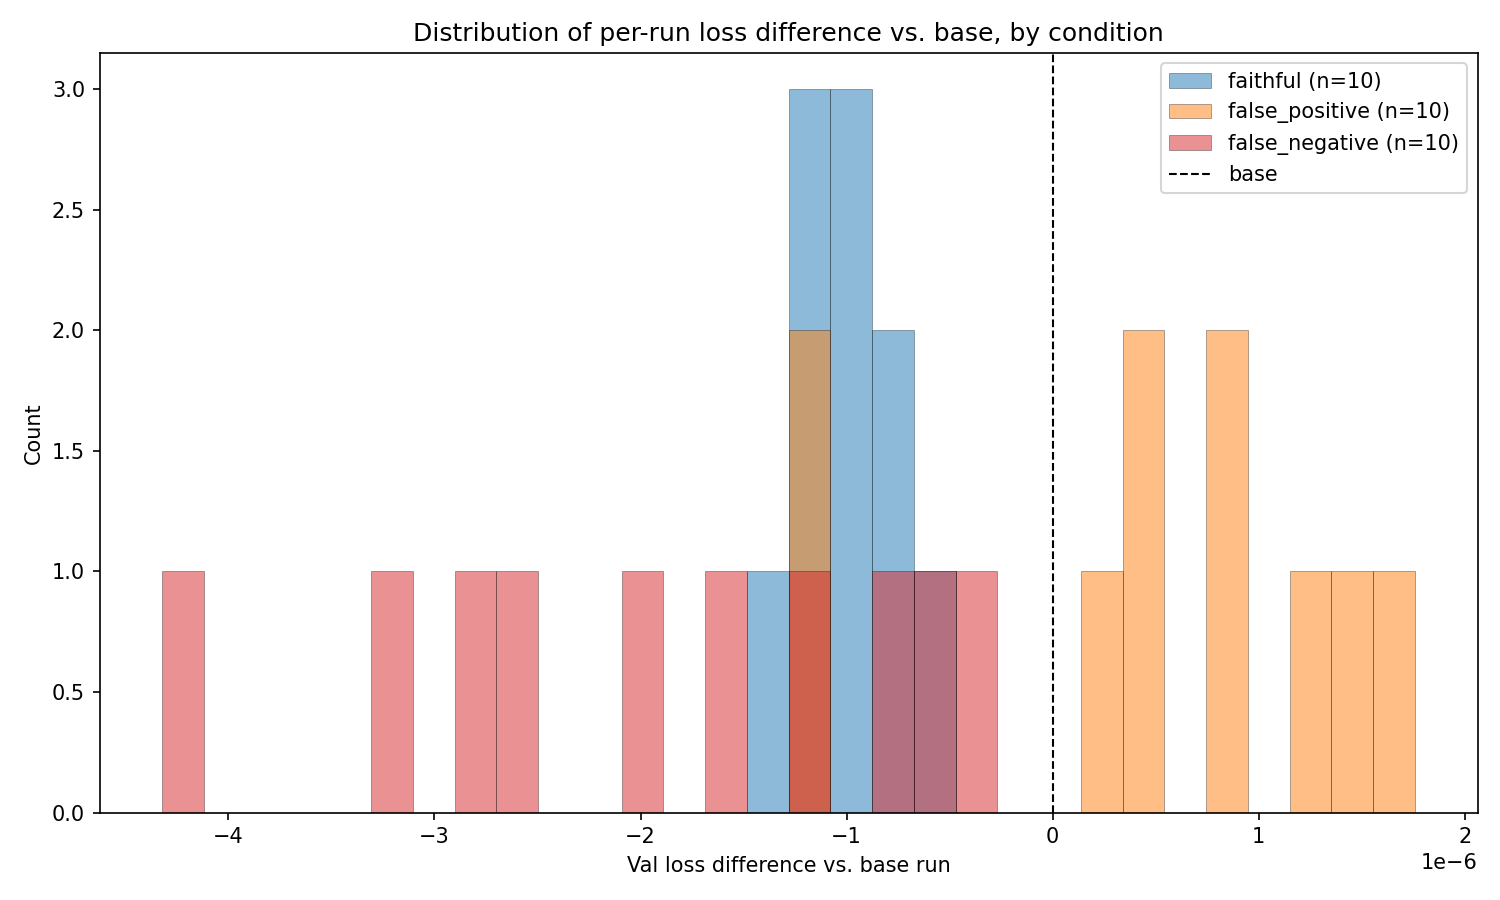 Distribution of per-run loss difference vs. base, by condition
faithful (n=10)
false_positive (n=10)
false_negative (n=10)
base
3.0
2.5
2.0
1.5
1.0
0.5
0.0
Count
−4
−3
−2
−1
0
1
2
1e−6
Val loss difference vs. base run